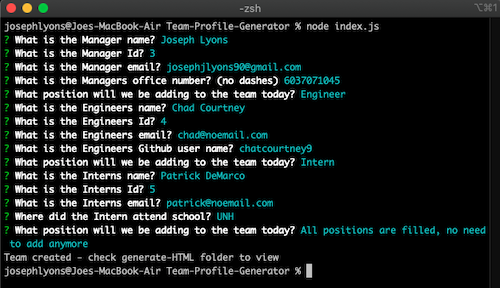 -zsh
⌥⌘1
josephlyons@Joes-MacBook-Air Team-Profile-Generator % node index.js
? What is the Manager name? Joseph Lyons
? What is the Manager Id? 3
? What is the Manager email? josephjlyons90@gmail.com
? What is the Managers office number? (no dashes) 6037071045
? What position will we be adding to the team today? Engineer
? What is the Engineers name? Chad Courtney
? What is the Engineers Id? 4
? What is the Engineers email? chad@noemail.com
? What is the Engineers Github user name? chatcourtney9
? What position will we be adding to the team today? Intern
? What is the Interns name? Patrick DeMarco
? What is the Interns Id? 5
? What is the Interns email? patrick@noemail.com
? Where did the Intern attend school? UNH
? What position will we be adding to the team today? All positions are filled, no need
to add anymore
Team created - check generate-HTML folder to view
josephlyons@Joes-MacBook-Air Team-Profile-Generator %